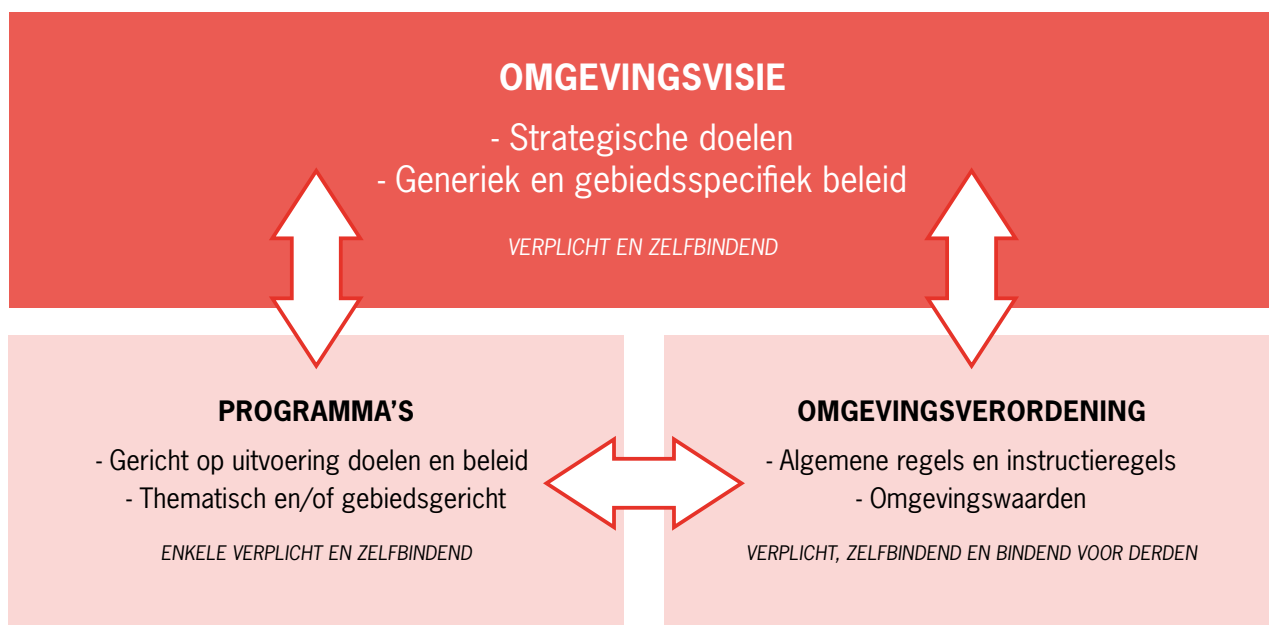 OMGEVINGSVISIE
- Strategische doelen
- Generiek en gebiedsspecifiek beleid
VERPLICHT EN ZELFBINDEND
PROGRAMMA'S
- Gericht op uitvoering doelen en beleid
- Thematisch en/of gebiedsgericht
ENKELE VERPLICHT EN ZELFBINDEND
OMGEVINGSVERORDENING
- Algemene regels en instructieregels
- Omgevingswaarden
VERPLICHT, ZELFBINDEND EN BINDEND VOOR DERDEN